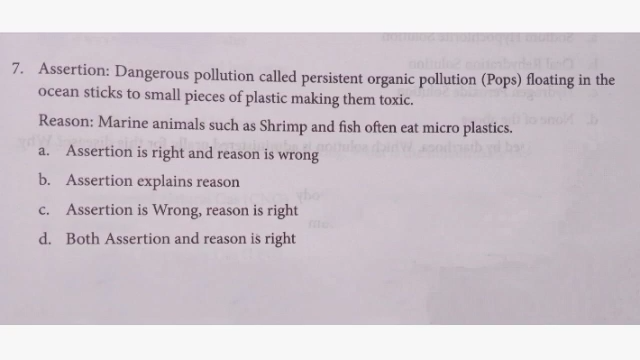 7. Assertion: Dangerous pollution called persistent organic pollution (Pops) floating in the
ocean sticks to small pieces of plastic making them toxic.
Reason: Marine animals such as Shrimp and fish often eat micro plastics.
a. Assertion is right and reason is wrong
b. Assertion explains reason
c. Assertion is Wrong, reason is right
d. Both Assertion and reason is right